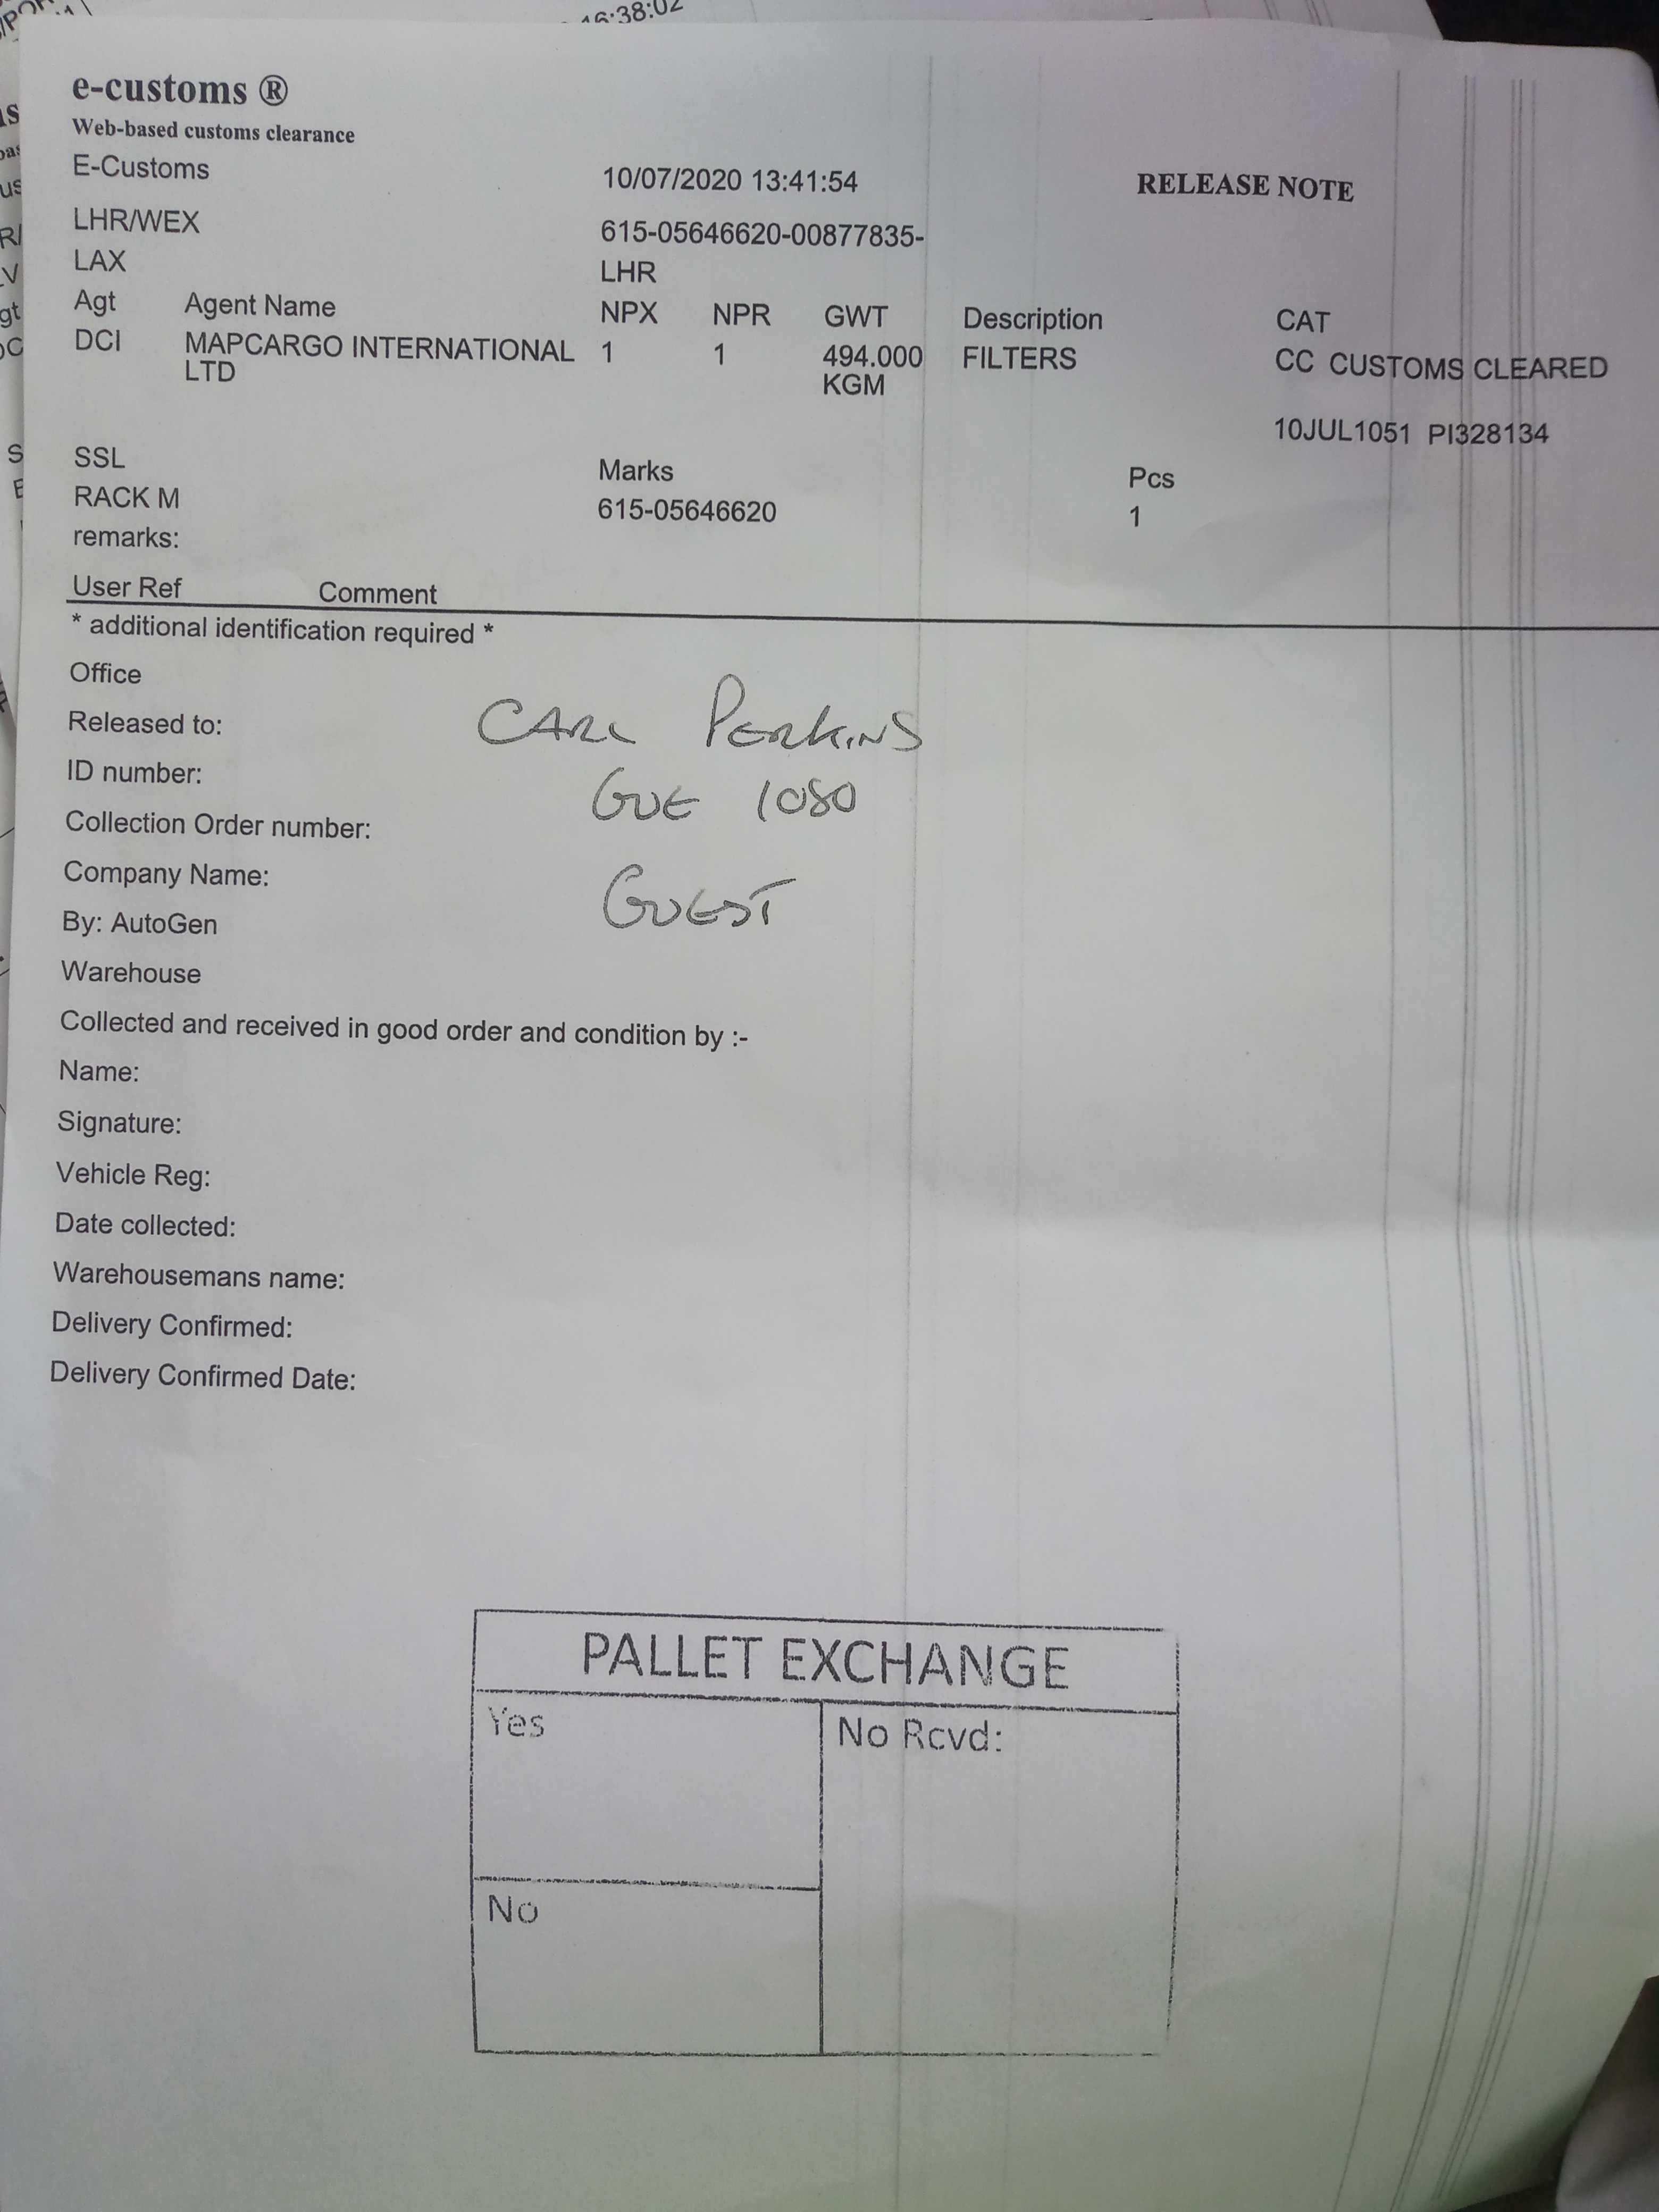 16:38:02
e-customs ®
Web-based customs clearance
E-Customs 10/07/2020 13:41:54 RELEASE NOTE
LHR/WEX 615-05646620-00877835-
LAX LHR
Agt Agent Name NPX NPR GWT Description CAT
DCI MAPCARGO INTERNATIONAL 1 1 494.000 FILTERS CC CUSTOMS CLEARED
LTD KGM
10JUL1051 PI328134
SSL Marks Pcs
RACK M 615-05646620 1
remarks:
User Ref Comment
* additional identification required *
Office
Released to: CARL PERKINS
ID number: GUE 1080
Collection Order number:
Company Name: GUEST
By: AutoGen
Warehouse
Collected and received in good order and condition by :-
Name:
Signature:
Vehicle Reg:
Date collected:
Warehousemans name:
Delivery Confirmed:
Delivery Confirmed Date:
PALLET EXCHANGE
Yes No Rcvd:
No